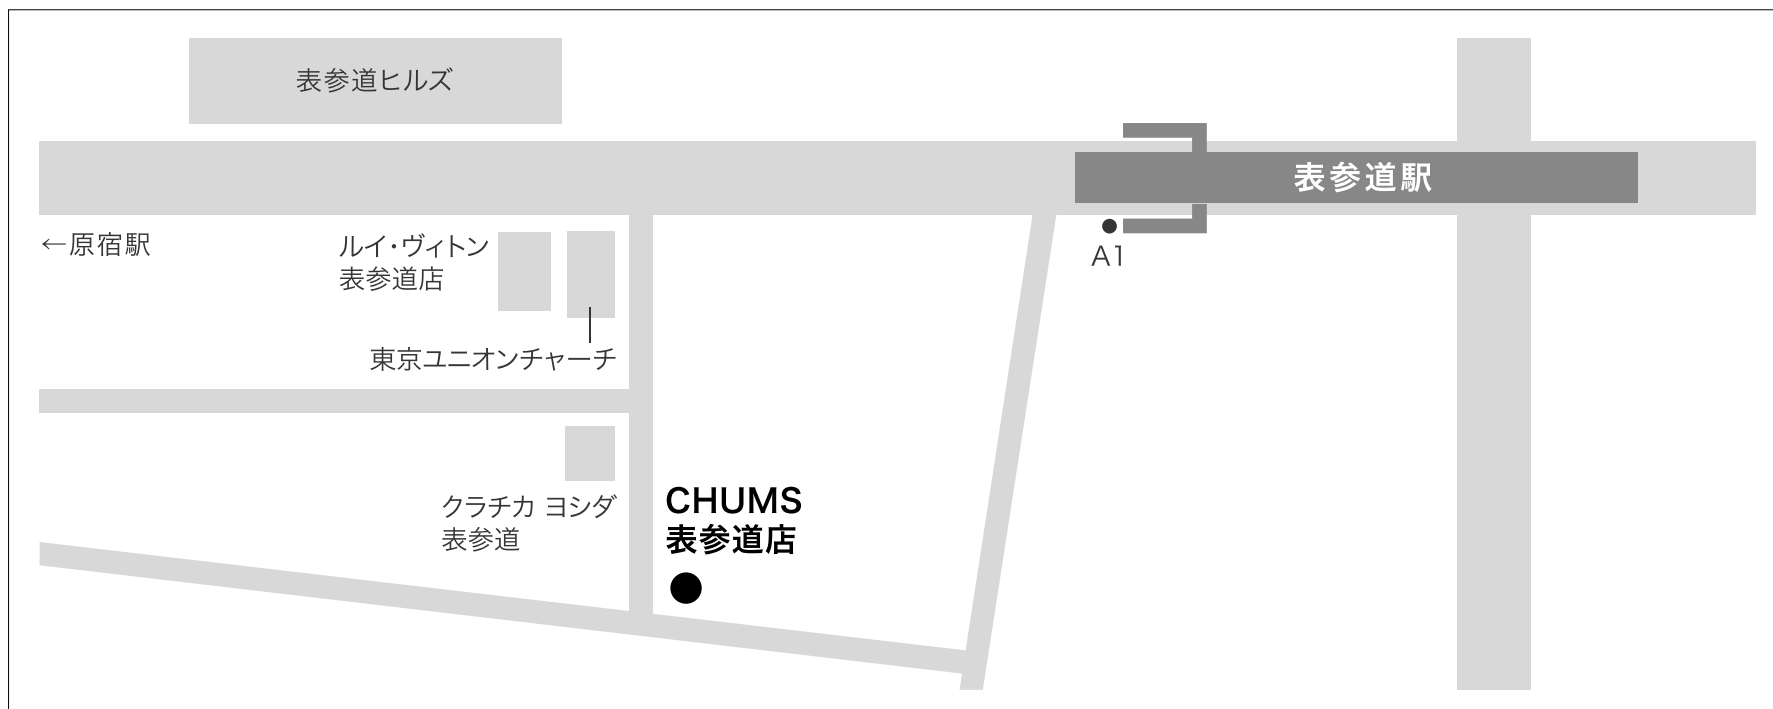 表参道ヒルズ
表参道駅
←原宿駅
ルイ・ヴィトン
表参道店
A1
東京ユニオンチャーチ
クラチカ ヨシダ
表参道
CHUMS
表参道店